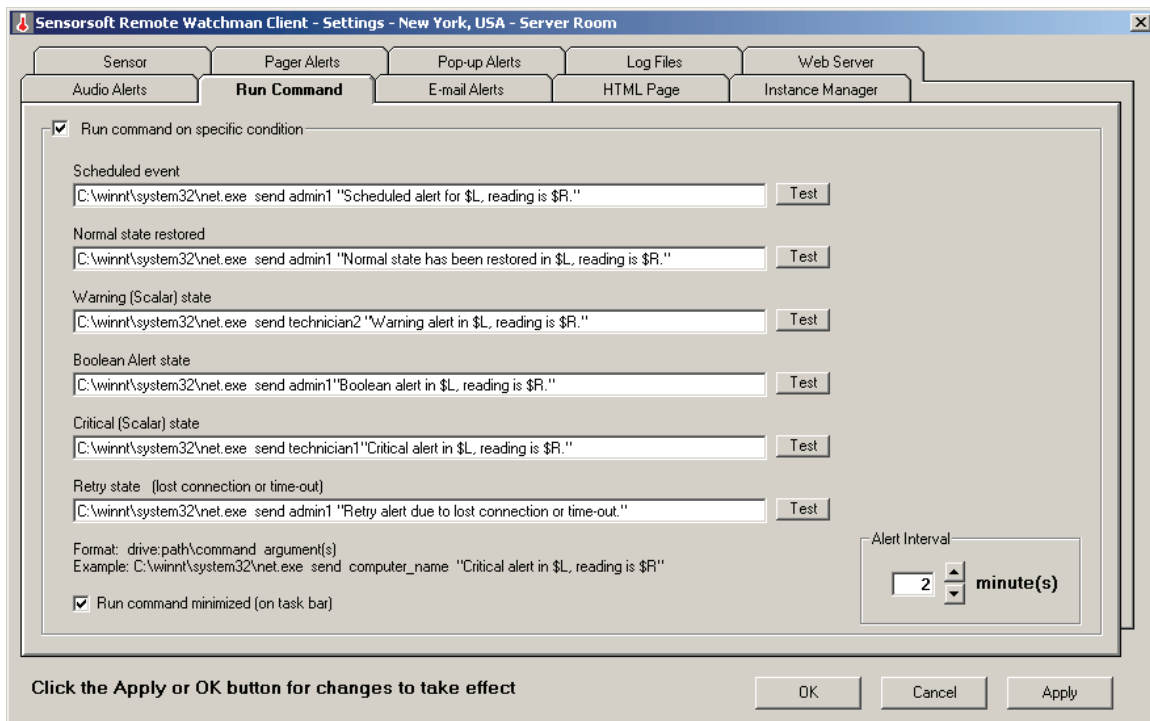 Sensorsoft Remote Watchman Client - Settings - New York, USA - Server Room
Sensor Pager Alerts Pop-up Alerts Log Files Web Server
Audio Alerts Run Command E-mail Alerts HTML Page Instance Manager
Run command on specific condition
Scheduled event
C:\winnt\system32\net.exe send admin1 "Scheduled alert for $L, reading is $R." Test
Normal state restored
C:\winnt\system32\net.exe send admin1 "Normal state has been restored in $L, reading is $R." Test
Warning (Scalar) state
C:\winnt\system32\net.exe send technician2 "Warning alert in $L, reading is $R." Test
Boolean Alert state
C:\winnt\system32\net.exe send admin1"Boolean alert in $L, reading is $R." Test
Critical (Scalar) state
C:\winnt\system32\net.exe send technician1"Critical alert in $L, reading is $R." Test
Retry state (lost connection or time-out)
C:\winnt\system32\net.exe send admin1 "Retry alert due to lost connection or time-out." Test
Format: drive:path\command argument(s)
Example: C:\winnt\system32\net.exe send computer_name "Critical alert in $L, reading is $R"
Run command minimized (on task bar)
Alert Interval
2 minute(s)
Click the Apply or OK button for changes to take effect
OK Cancel Apply